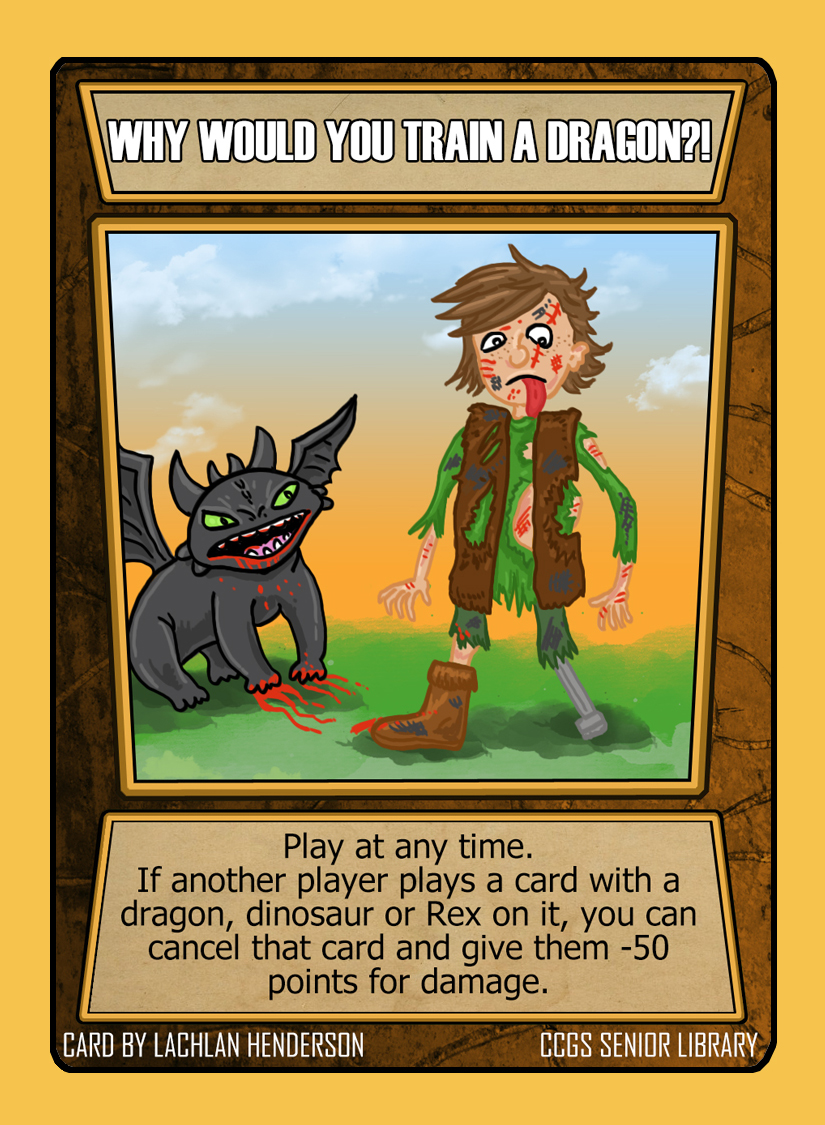 WHY WOULD YOU TRAIN A DRAGON?!
Play at any time.
If another player plays a card with a
dragon, dinosaur or Rex on it, you can
cancel that card and give them -50
points for damage.
CARD BY LACHLAN HENDERSON
CCGS SENIOR LIBRARY